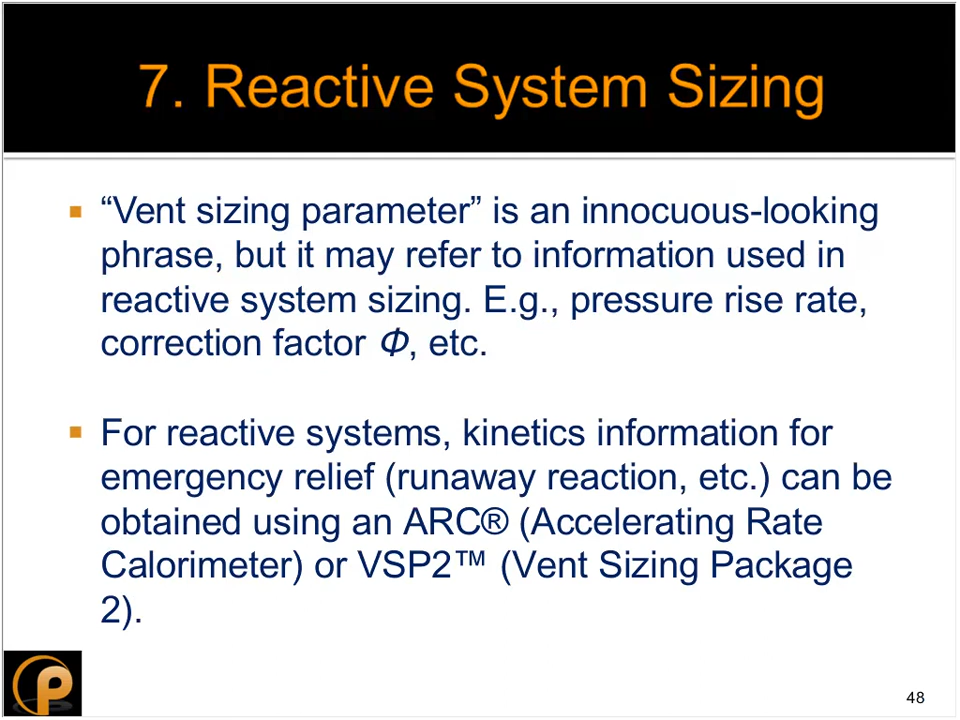 7. Reactive System Sizing
“Vent sizing parameter” is an innocuous-looking
phrase, but it may refer to information used in
reactive system sizing. E.g., pressure rise rate,
correction factor Φ, etc.
For reactive systems, kinetics information for
emergency relief (runaway reaction, etc.) can be
obtained using an ARC® (Accelerating Rate
Calorimeter) or VSP2™ (Vent Sizing Package
2).
P
48